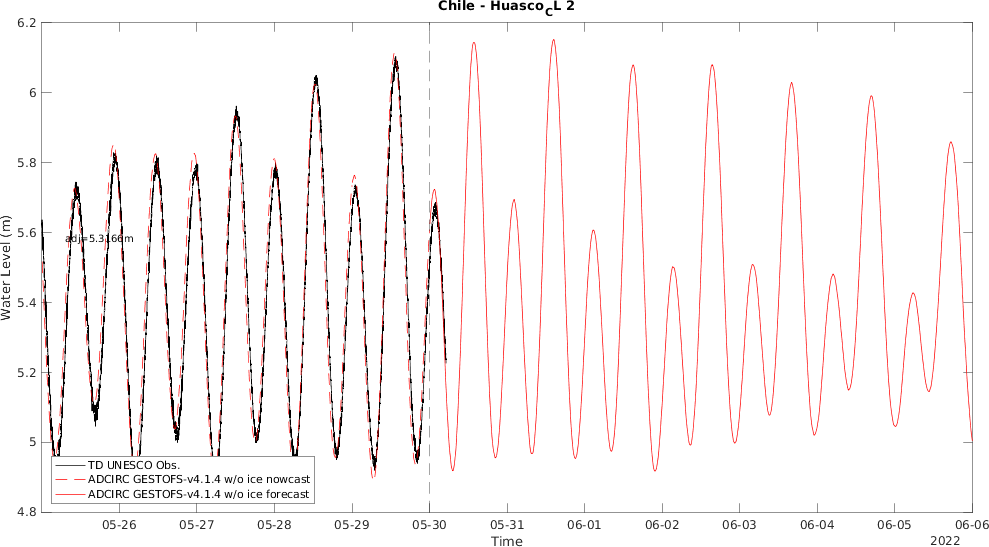 Chile - HuascoCL 2
6.2
6
5.8
5.6
5.4
5.2
5
4.8
Water Level (m)
adj=5.3166m
TD UNESCO Obs.
ADCIRC GESTOFS-v4.1.4 w/o ice nowcast
ADCIRC GESTOFS-v4.1.4 w/o ice forecast
05-26 05-27 05-28 05-29 05-30 05-31 06-01 06-02 06-03 06-04 06-05 06-06
Time
2022